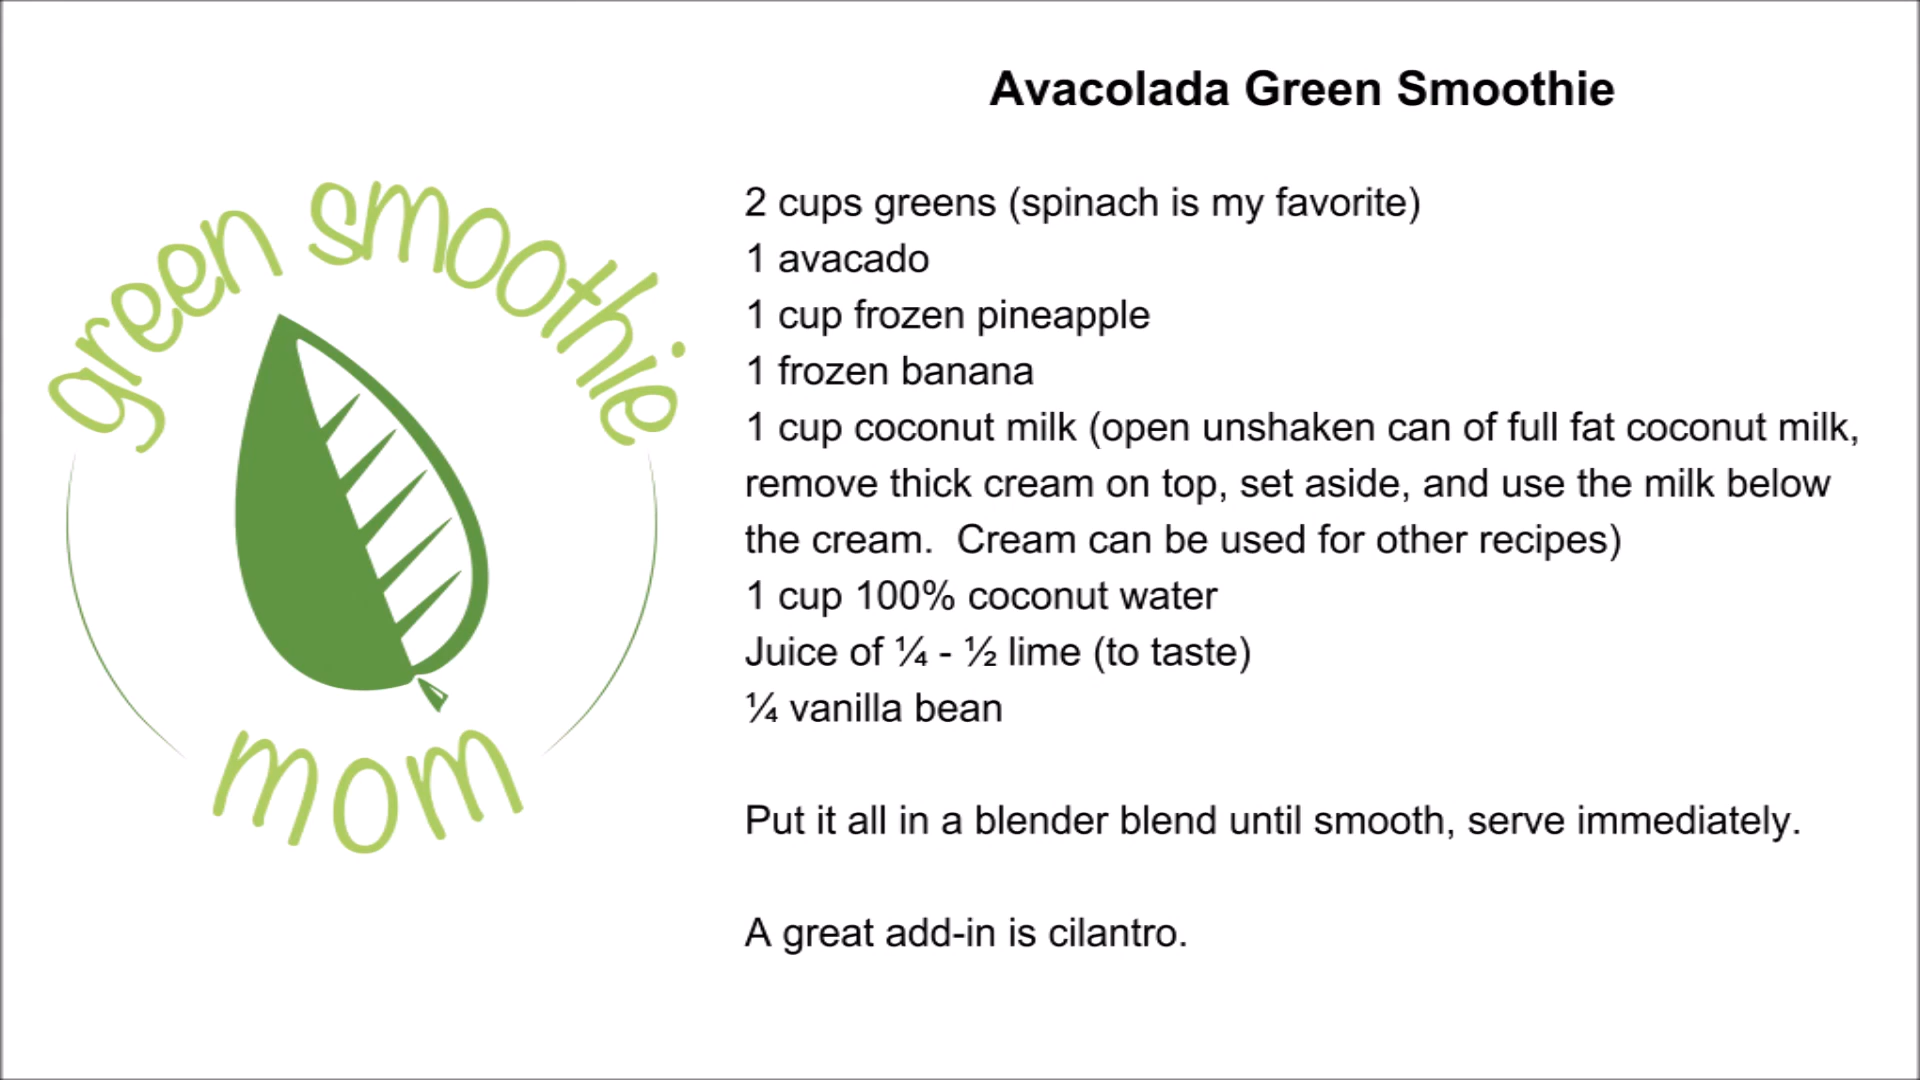 green smoothie
mom
Avacolada Green Smoothie
2 cups greens (spinach is my favorite)
1 avacado
1 cup frozen pineapple
1 frozen banana
1 cup coconut milk (open unshaken can of full fat coconut milk,
remove thick cream on top, set aside, and use the milk below
the cream.  Cream can be used for other recipes)
1 cup 100% coconut water
Juice of ¼ - ½ lime (to taste)
¼ vanilla bean
Put it all in a blender blend until smooth, serve immediately.
A great add-in is cilantro.